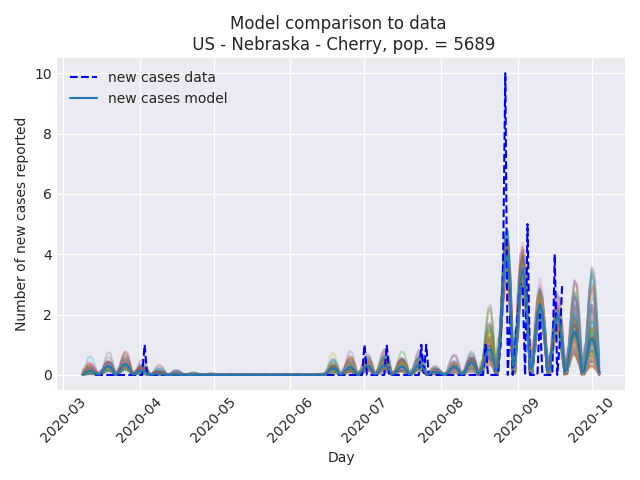 Model comparison to data
US - Nebraska - Cherry, pop. = 5689
new cases data
new cases model
Number of new cases reported
10
8
6
4
2
0
2020-03
2020-04
2020-05
2020-06
2020-07
2020-08
2020-09
2020-10
Day